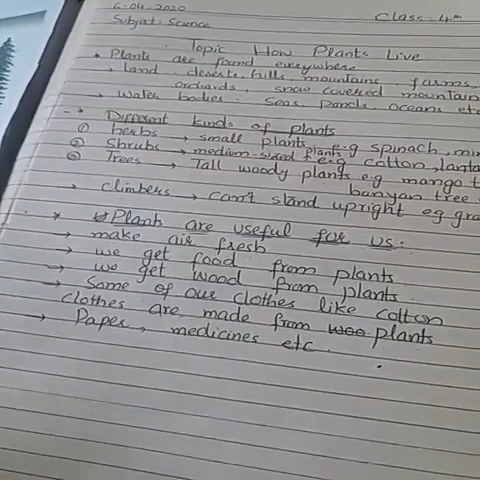 6-04-2020 Class - 4th
Subject - Science
Topic How Plants Live
* Plants are found everywhere
→ land - deserts, hills, mountains farms,
orchards, snow covered mountain
→ Water bodies - Seas ponds oceans etc
* Different kinds of plants
① herbs → small plants e.g spinach, min
② Shrubs → medium-sized plants e.g cotton, lanta
③ Trees → Tall woody plants e.g mango t
banyan tree
→ Climbers → Can't stand upright eg gra
* Plants are useful for us:
→ make air fresh
→ we get food from plants
→ we get wood from plants.
→ Some of our clothes like cotton
clothes are made from plants
→ Paper, medicines etc.